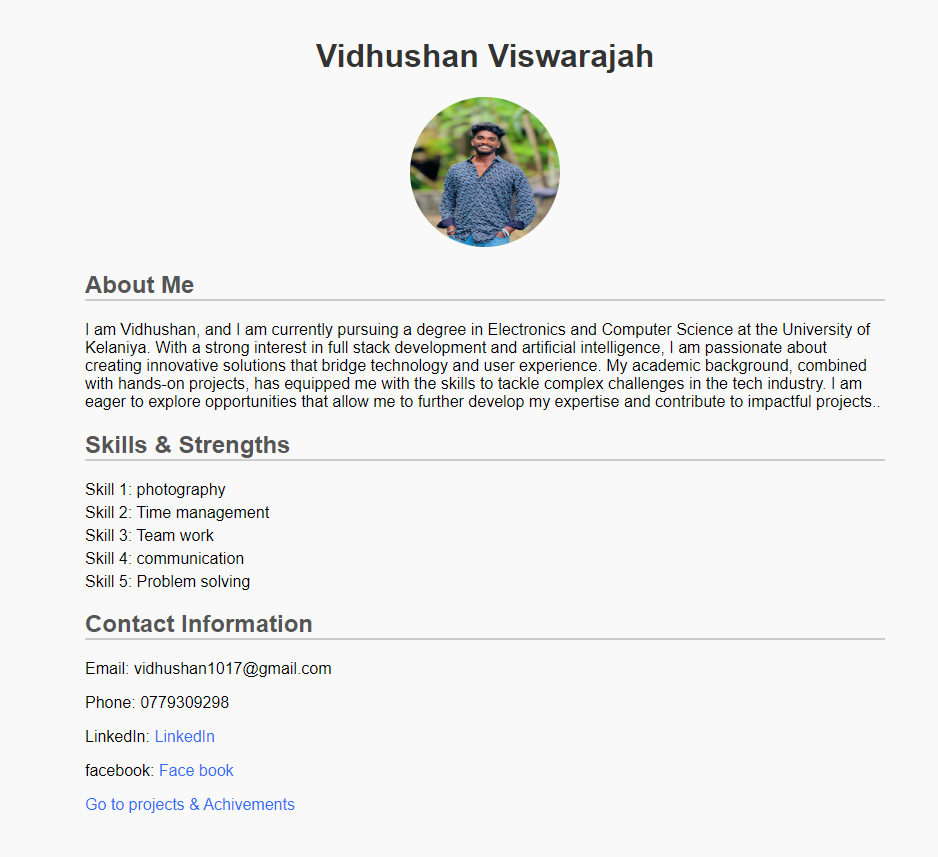 Vidhushan Viswarajah
About Me
I am Vidhushan, and I am currently pursuing a degree in Electronics and Computer Science at the University of
Kelaniya. With a strong interest in full stack development and artificial intelligence, I am passionate about
creating innovative solutions that bridge technology and user experience. My academic background, combined
with hands-on projects, has equipped me with the skills to tackle complex challenges in the tech industry. I am
eager to explore opportunities that allow me to further develop my expertise and contribute to impactful projects..
Skills & Strengths
Skill 1: photography
Skill 2: Time management
Skill 3: Team work
Skill 4: communication
Skill 5: Problem solving
Contact Information
Email: vidhushan1017@gmail.com
Phone: 0779309298
LinkedIn: LinkedIn
facebook: Face book
Go to projects & Achivements